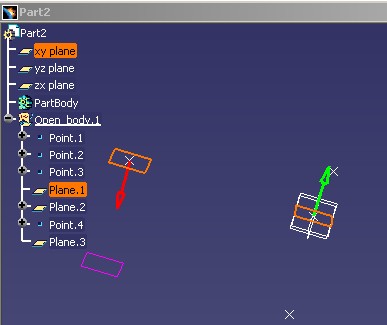 Part2
Part2
xy plane
yz plane
zx plane
PartBody
Open_body.1
Point.1
Point.2
Point.3
Plane.1
Plane.2
Point.4
Plane.3